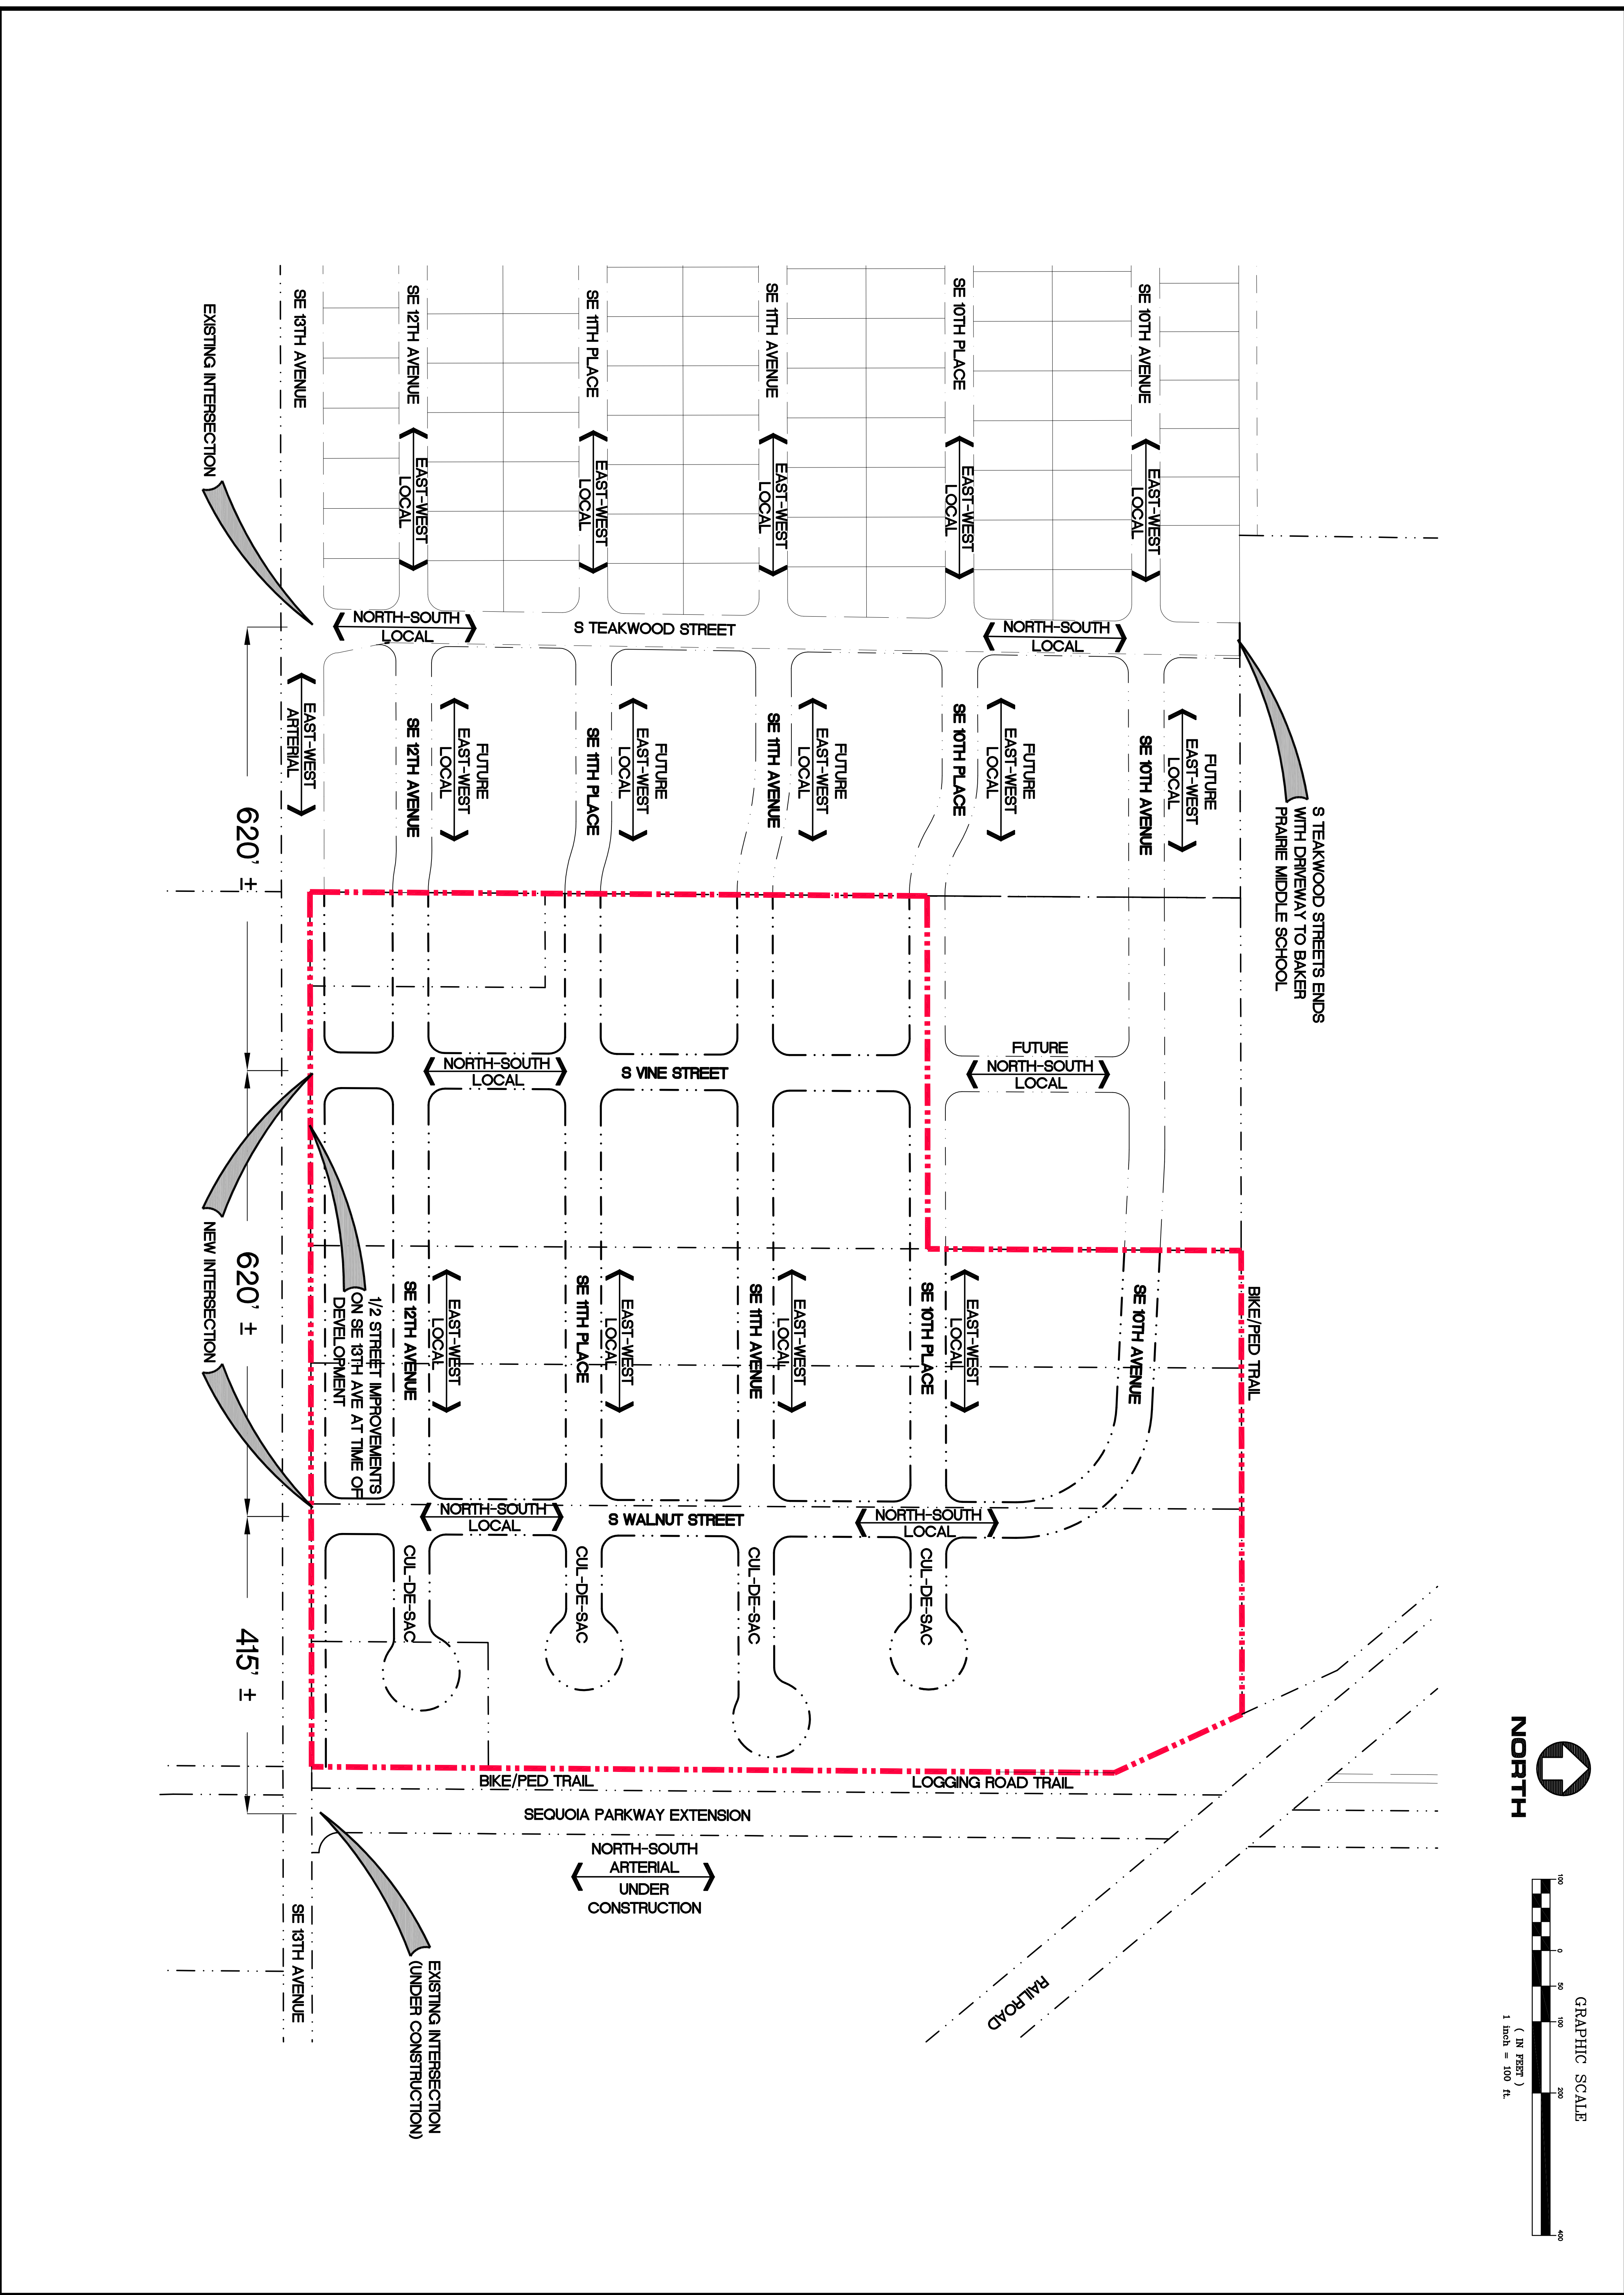 S TEAKWOOD STREETS ENDS
WITH DRIVEWAY TO BAKER
PRAIRIE MIDDLE SCHOOL
BIKE/PED TRAIL
NORTH
GRAPHIC SCALE
100
0
50
100
200
400
( IN FEET )
1 inch = 100 ft.
SE 10TH AVENUE
EAST-WEST
LOCAL
NORTH-SOUTH
LOCAL
FUTURE
EAST-WEST
LOCAL
SE 10TH AVENUE
SE 10TH AVENUE
SE 10TH PLACE
EAST-WEST
LOCAL
FUTURE
EAST-WEST
LOCAL
SE 10TH PLACE
FUTURE
NORTH-SOUTH
LOCAL
EAST-WEST
LOCAL
SE 10TH PLACE
NORTH-SOUTH
LOCAL
CUL-DE-SAC
LOGGING ROAD TRAIL
RAILROAD
SE 11TH AVENUE
EAST-WEST
LOCAL
S TEAKWOOD STREET
FUTURE
EAST-WEST
LOCAL
SE 11TH AVENUE
S VINE STREET
EAST-WEST
LOCAL
SE 11TH AVENUE
S WALNUT STREET
CUL-DE-SAC
SEQUOIA PARKWAY EXTENSION
NORTH-SOUTH
ARTERIAL
UNDER
CONSTRUCTION
SE 11TH PLACE
EAST-WEST
LOCAL
FUTURE
EAST-WEST
LOCAL
SE 11TH PLACE
EAST-WEST
LOCAL
SE 11TH PLACE
CUL-DE-SAC
BIKE/PED TRAIL
SE 12TH AVENUE
EAST-WEST
LOCAL
NORTH-SOUTH
LOCAL
FUTURE
EAST-WEST
LOCAL
SE 12TH AVENUE
NORTH-SOUTH
LOCAL
EAST-WEST
LOCAL
SE 12TH AVENUE
NORTH-SOUTH
LOCAL
CUL-DE-SAC
1/2 STREET IMPROVEMENTS
ON SE 13TH AVE AT TIME OF
DEVELOPMENT
EXISTING INTERSECTION
(UNDER CONSTRUCTION)
SE 13TH AVENUE
EAST-WEST
ARTERIAL
SE 13TH AVENUE
620' ±
620' ±
415' ±
EXISTING INTERSECTION
NEW INTERSECTION